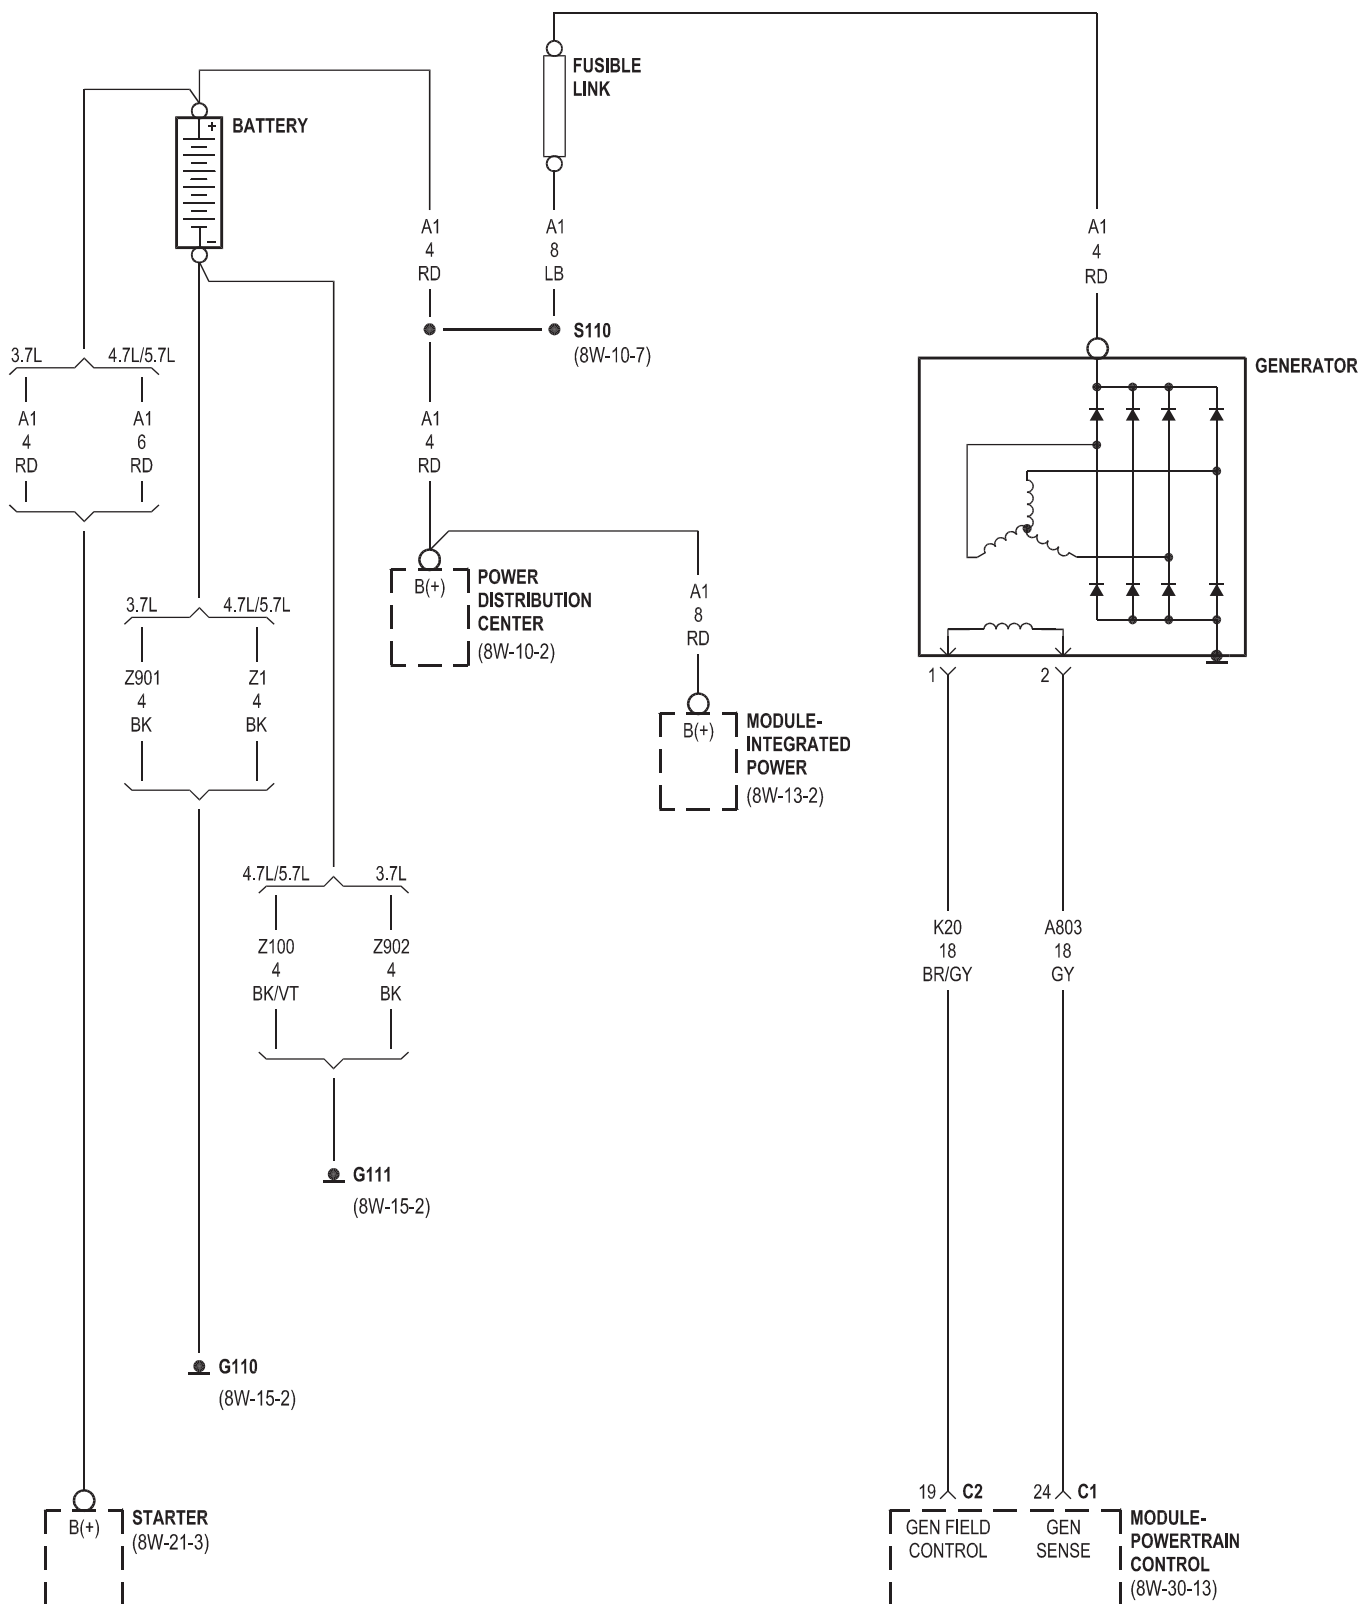 FUSIBLE
LINK
+
BATTERY
-
A1
4
RD
A1
8
LB
A1
4
RD
S110
(8W-10-7)
3.7L
4.7L/5.7L
A1
4
RD
A1
6
RD
A1
4
RD
GENERATOR
B(+)
POWER
DISTRIBUTION
CENTER
(8W-10-2)
A1
8
RD
3.7L
4.7L/5.7L
Z901
4
BK
Z1
4
BK
1
2
B(+)
MODULE-
INTEGRATED
POWER
(8W-13-2)
4.7L/5.7L
3.7L
Z100
4
BK/VT
Z902
4
BK
K20
18
BR/GY
A803
18
GY
G111
(8W-15-2)
G110
(8W-15-2)
B(+)
STARTER
(8W-21-3)
19
C2
24
C1
GEN FIELD
CONTROL
GEN
SENSE
MODULE-
POWERTRAIN
CONTROL
(8W-30-13)